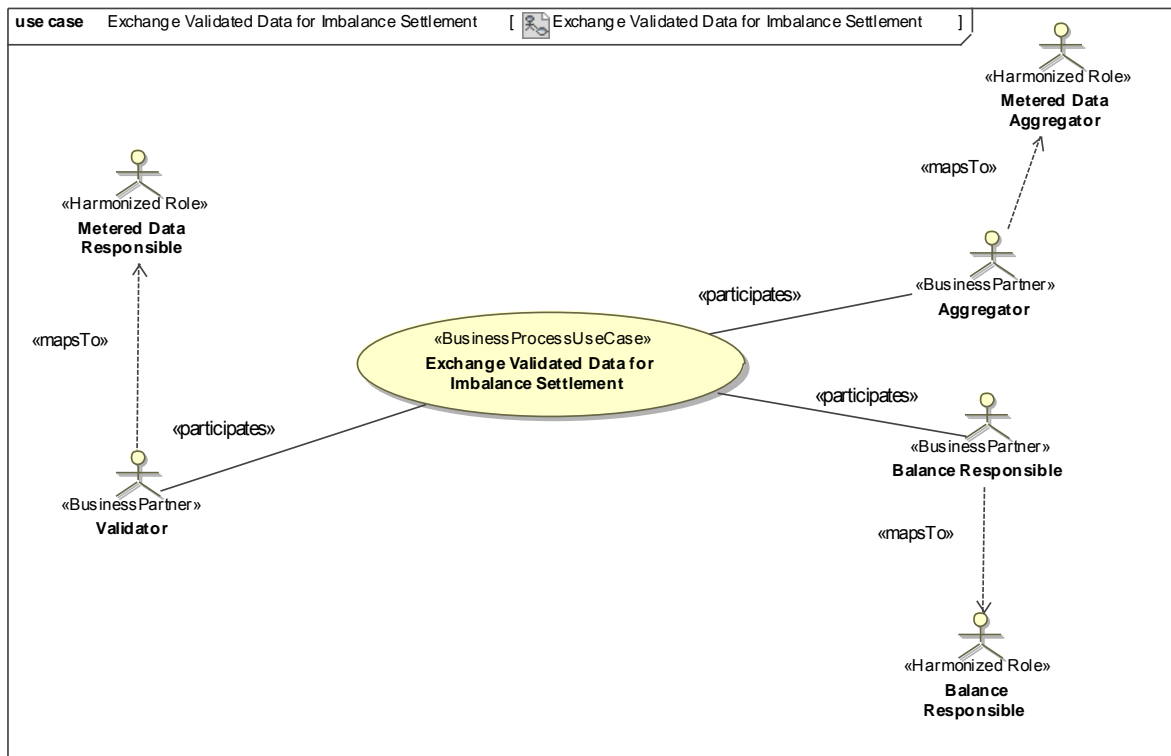 use case Exchange Validated Data for Imbalance Settlement [ Exchange Validated Data for Imbalance Settlement ]
«Harmonized Role»
Metered Data
Aggregator
«mapsTo»
«Harmonized Role»
Metered Data
Responsible
«mapsTo»
«BusinessPartner»
Aggregator
«participates»
«BusinessProcessUseCase»
Exchange Validated Data for
Imbalance Settlement
«participates»
«participates»
«BusinessPartner»
Balance Responsible
«BusinessPartner»
Validator
«mapsTo»
«Harmonized Role»
Balance
Responsible